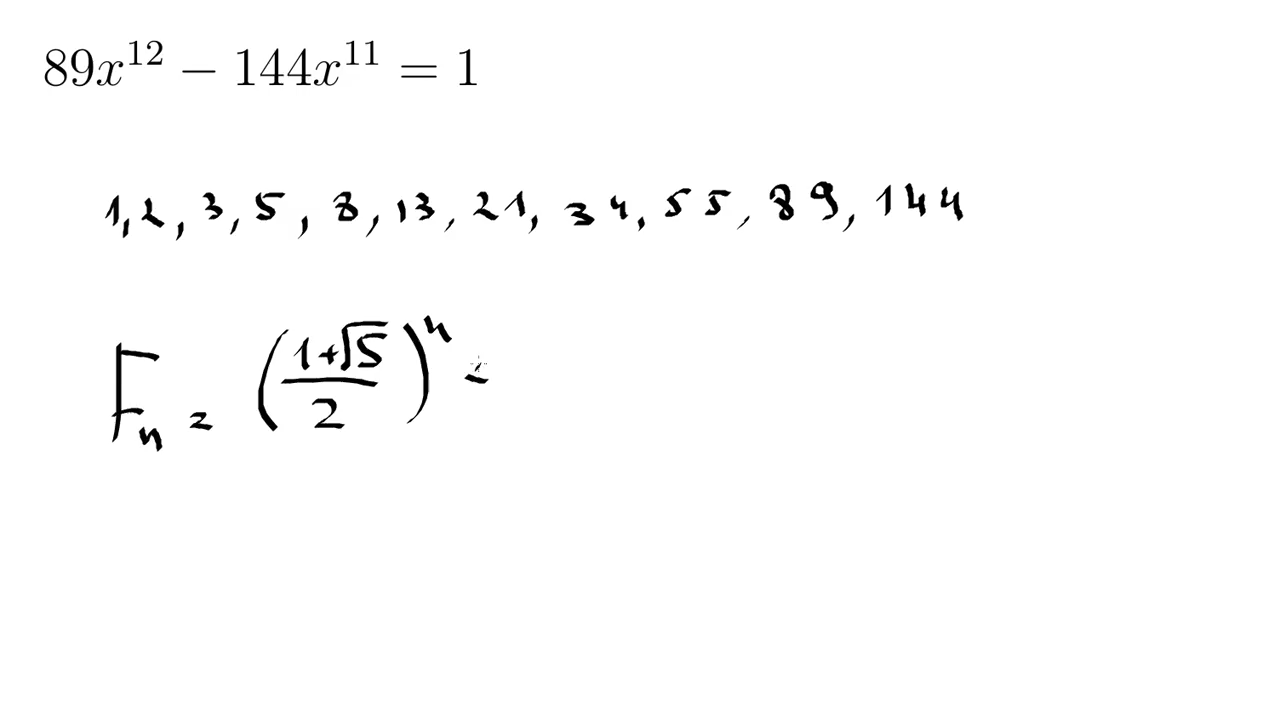 89x^{12} − 144x^{11} = 1
1, 2, 3, 5, 8, 13, 21, 34, 55, 89, 144
F_n = ((1+√5)/2)^n −